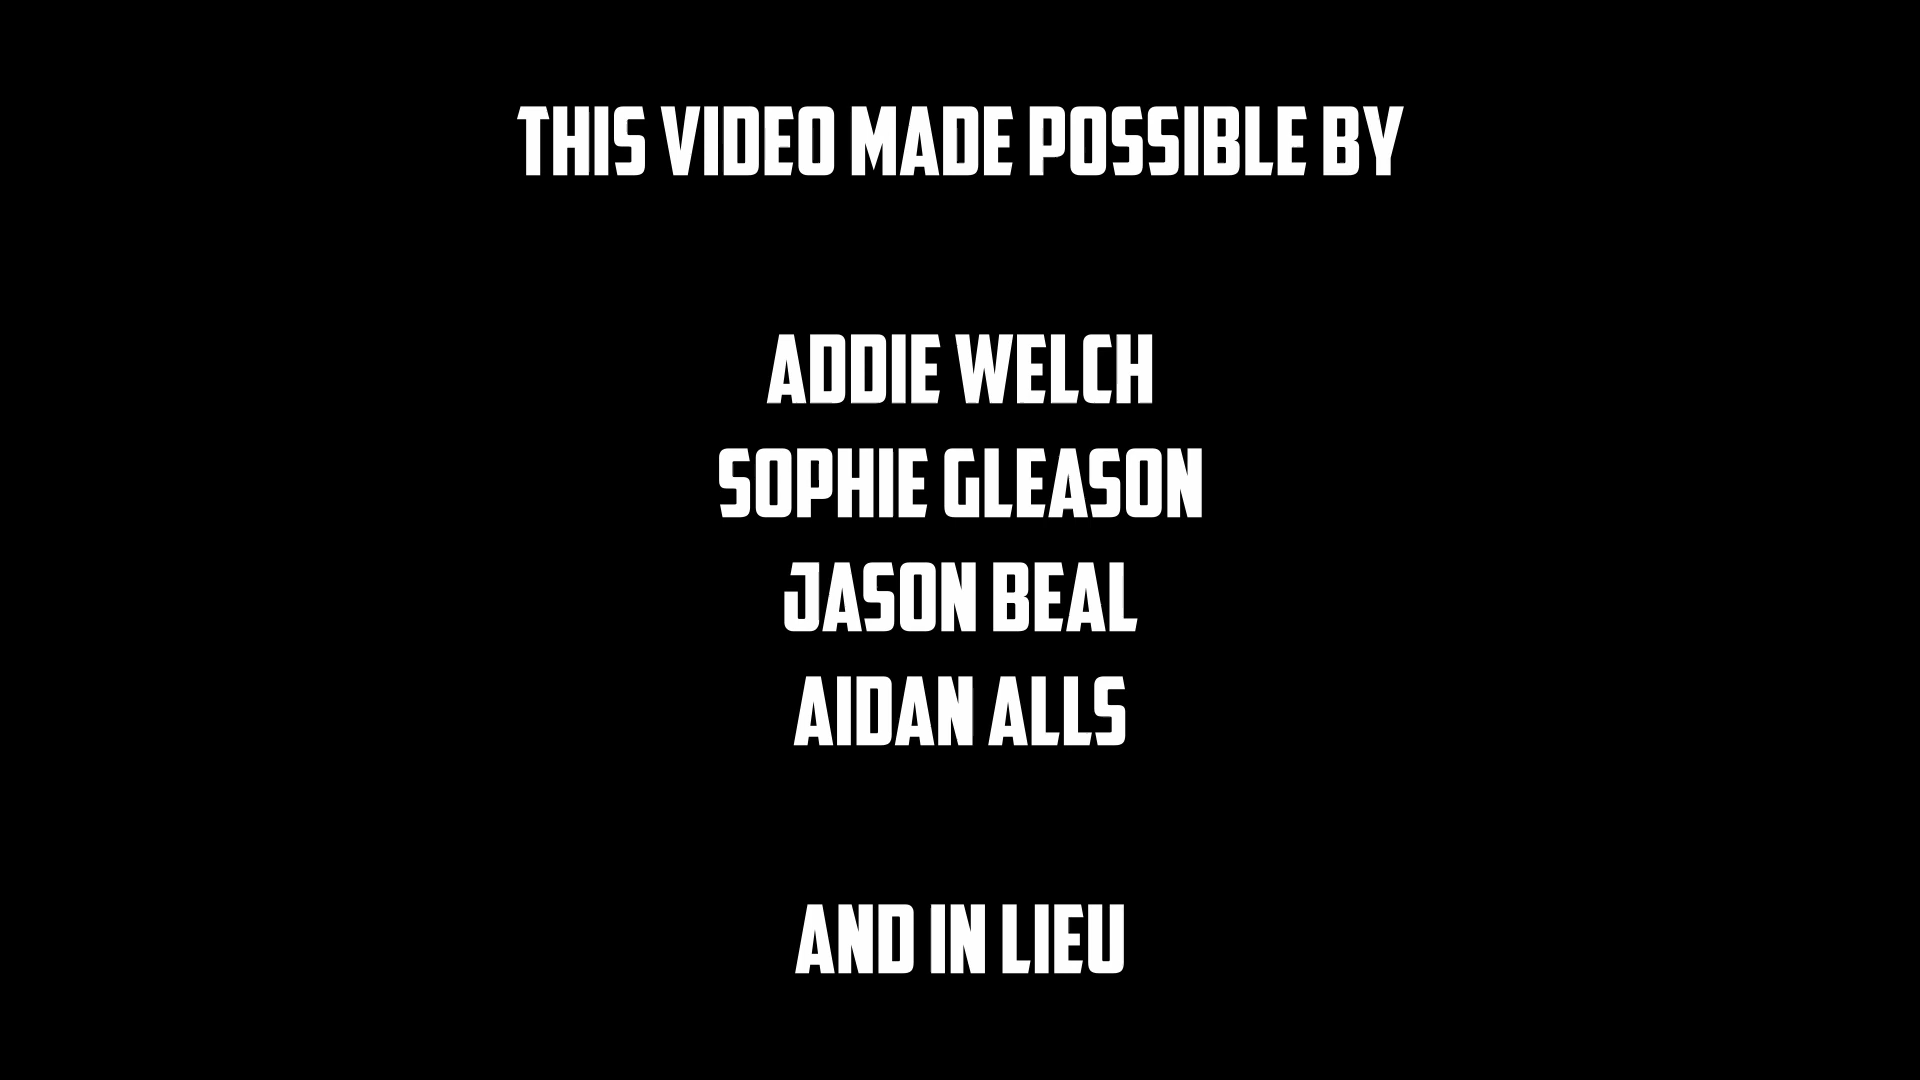 THIS VIDEO MADE POSSIBLE BY
ADDIE WELCH
SOPHIE GLEASON
JASON BEAL
AIDAN ALLS
AND IN LIEU